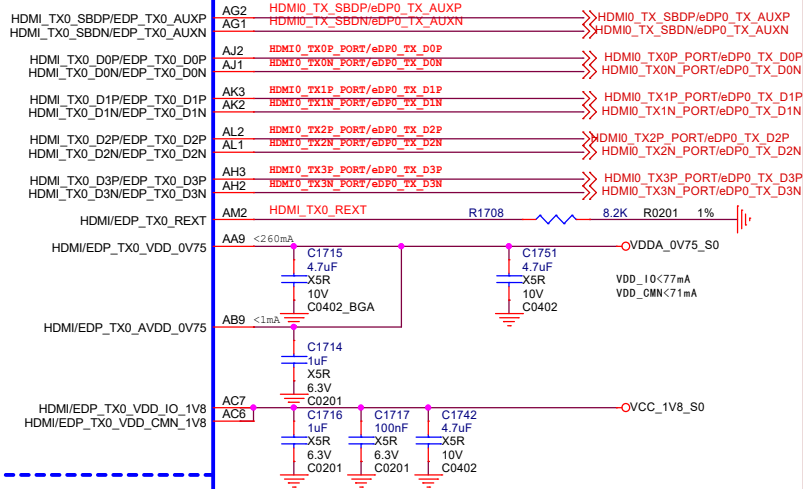 HDMI_TX0_SBDP/EDP_TX0_AUXP AG2 HDMI0_TX_SBDP/eDP0_TX_AUXP HDMI0_TX_SBDP/eDP0_TX_AUXP
HDMI_TX0_SBDN/EDP_TX0_AUXN AG1 HDMI0_TX_SBDN/eDP0_TX_AUXN HDMI0_TX_SBDN/eDP0_TX_AUXN
HDMI_TX0_D0P/EDP_TX0_D0P AJ2 HDMI0_TX0P_PORT/eDP0_TX_D0P HDMI0_TX0P_PORT/eDP0_TX_D0P
HDMI_TX0_D0N/EDP_TX0_D0N AJ1 HDMI0_TX0N_PORT/eDP0_TX_D0N HDMI0_TX0N_PORT/eDP0_TX_D0N
HDMI_TX0_D1P/EDP_TX0_D1P AK3 HDMI0_TX1P_PORT/eDP0_TX_D1P HDMI0_TX1P_PORT/eDP0_TX_D1P
HDMI_TX0_D1N/EDP_TX0_D1N AK2 HDMI0_TX1N_PORT/eDP0_TX_D1N HDMI0_TX1N_PORT/eDP0_TX_D1N
HDMI_TX0_D2P/EDP_TX0_D2P AL2 HDMI0_TX2P_PORT/eDP0_TX_D2P HDMI0_TX2P_PORT/eDP0_TX_D2P
HDMI_TX0_D2N/EDP_TX0_D2N AL1 HDMI0_TX2N_PORT/eDP0_TX_D2N HDMI0_TX2N_PORT/eDP0_TX_D2N
HDMI_TX0_D3P/EDP_TX0_D3P AH3 HDMI0_TX3P_PORT/eDP0_TX_D3P HDMI0_TX3P_PORT/eDP0_TX_D3P
HDMI_TX0_D3N/EDP_TX0_D3N AH2 HDMI0_TX3N_PORT/eDP0_TX_D3N HDMI0_TX3N_PORT/eDP0_TX_D3N
HDMI/EDP_TX0_REXT AM2 HDMI_TX0_REXT R1708 8.2K R0201 1%
HDMI/EDP_TX0_VDD_0V75 AA9 <260mA VDDA_0V75_S0
C1715 C1751
4.7uF 4.7uF
X5R X5R VDD_IO<77mA
10V 10V VDD_CMN<71mA
C0402_BGA C0402
HDMI/EDP_TX0_AVDD_0V75 AB9 <1mA
C1714
1uF
X5R
6.3V
C0201
HDMI/EDP_TX0_VDD_IO_1V8 AC7 VCC_1V8_S0
HDMI/EDP_TX0_VDD_CMN_1V8 AC6
C1716 C1717 C1742
1uF 100nF 4.7uF
X5R X5R X5R
6.3V 6.3V 10V
C0201 C0201 C0402